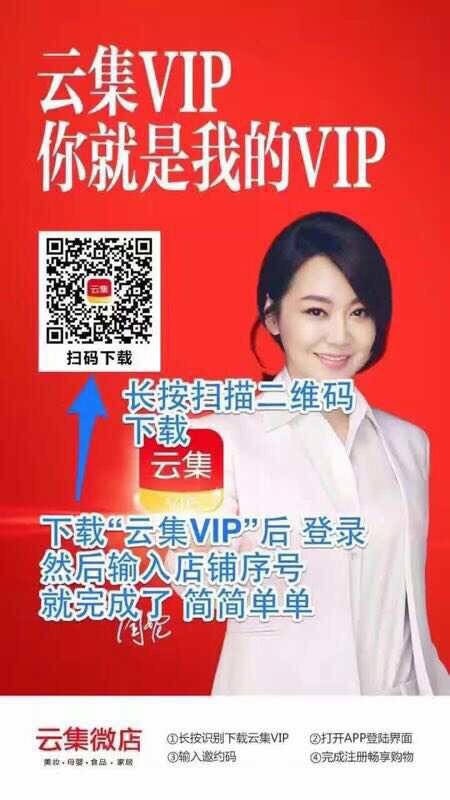 云集VIP
你就是我的VIP
云集
扫码下载
长按扫描二维码
下载
云集
VIP
下载“云集VIP”后 登录
然后输入店铺序号
就完成了 简简单单
云集微店
美妆·母婴·食品·家居
①长按识别下载云集VIP
②打开APP登陆界面
③输入邀约码
④完成注册畅享购物